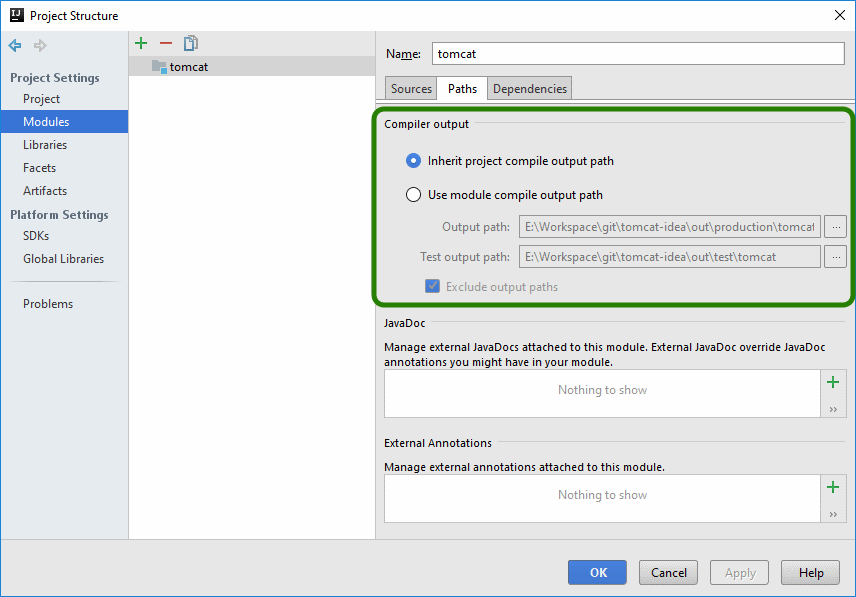 Project Structure
Project Settings
Project
Modules
Libraries
Facets
Artifacts
Platform Settings
SDKs
Global Libraries
Problems
tomcat
Name: tomcat
Sources Paths Dependencies
Compiler output
Inherit project compile output path
Use module compile output path
Output path: E:\Workspace\git\tomcat-idea\out\production\tomcat ...
Test output path: E:\Workspace\git\tomcat-idea\out\test\tomcat ...
Exclude output paths
JavaDoc
Manage external JavaDocs attached to this module. External JavaDoc override JavaDoc
annotations you might have in your module.
Nothing to show
External Annotations
Manage external annotations attached to this module.
Nothing to show
OK Cancel Apply Help